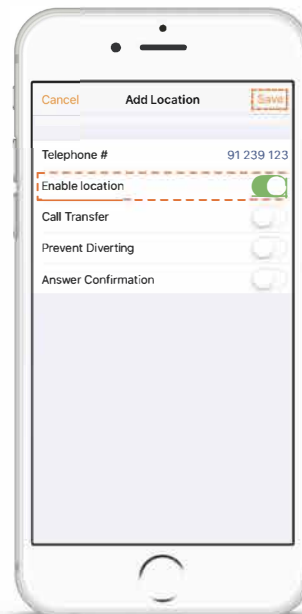 Cancel Add Location Save
Telephone # 91 239 123
Enable location
Call Transfer
Prevent Diverting
Answer Confirmation